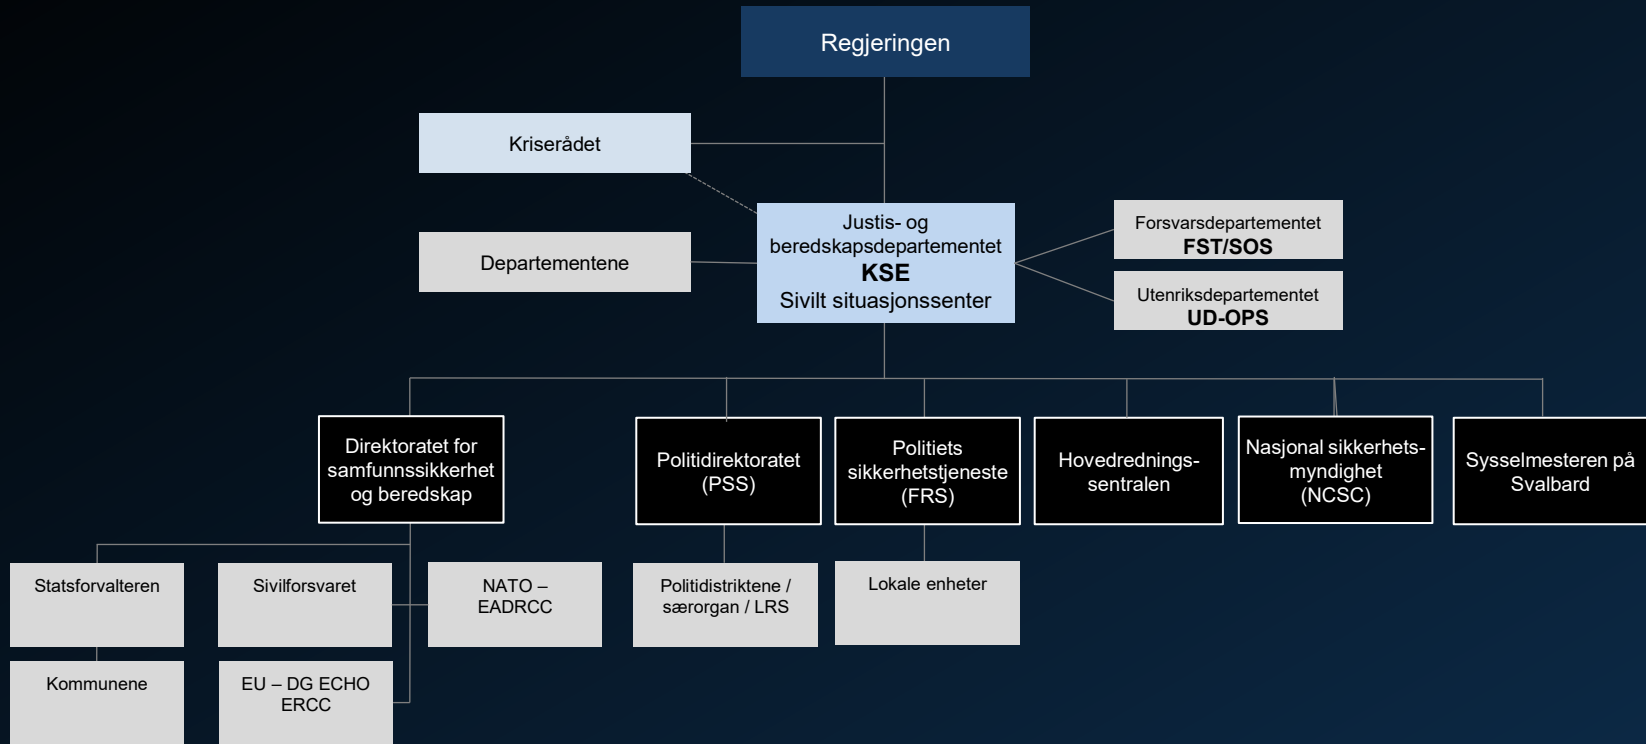 Regjeringen
Kriserådet
Justis- og
beredskapsdepartementet
KSE
Sivilt situasjonssenter
Departementene
Forsvarsdepartementet
FST/SOS
Utenriksdepartementet
UD-OPS
Direktoratet for
samfunnssikkerhet
og beredskap
Politidirektoratet
(PSS)
Politiets
sikkerhetstjeneste
(FRS)
Hovedrednings-
sentralen
Nasjonal sikkerhets-
myndighet
(NCSC)
Sysselmesteren på
Svalbard
Statsforvalteren
Sivilforsvaret
NATO –
EADRCC
Politidistriktene /
særorgan / LRS
Lokale enheter
Kommunene
EU – DG ECHO
ERCC